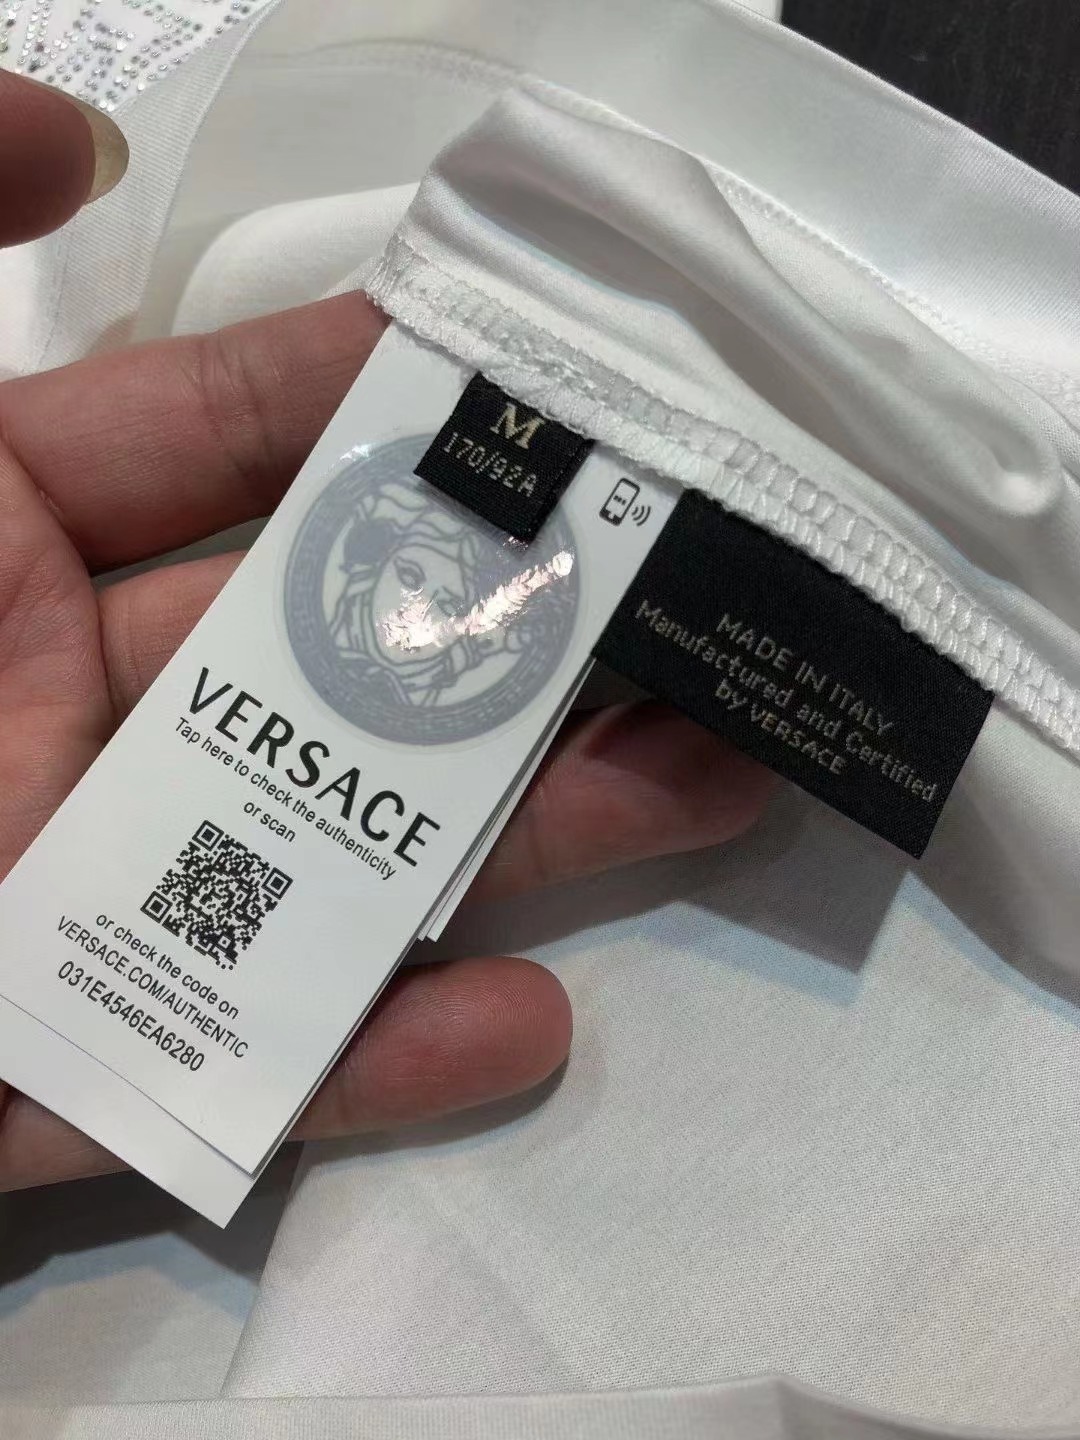 M
170/92A
MADE IN ITALY
Manufactured and Certified
by VERSACE
VERSACE
Tap here to check the authenticity
or scan
or check the code on
VERSACE.COM/AUTHENTIC
031E4546EA6280